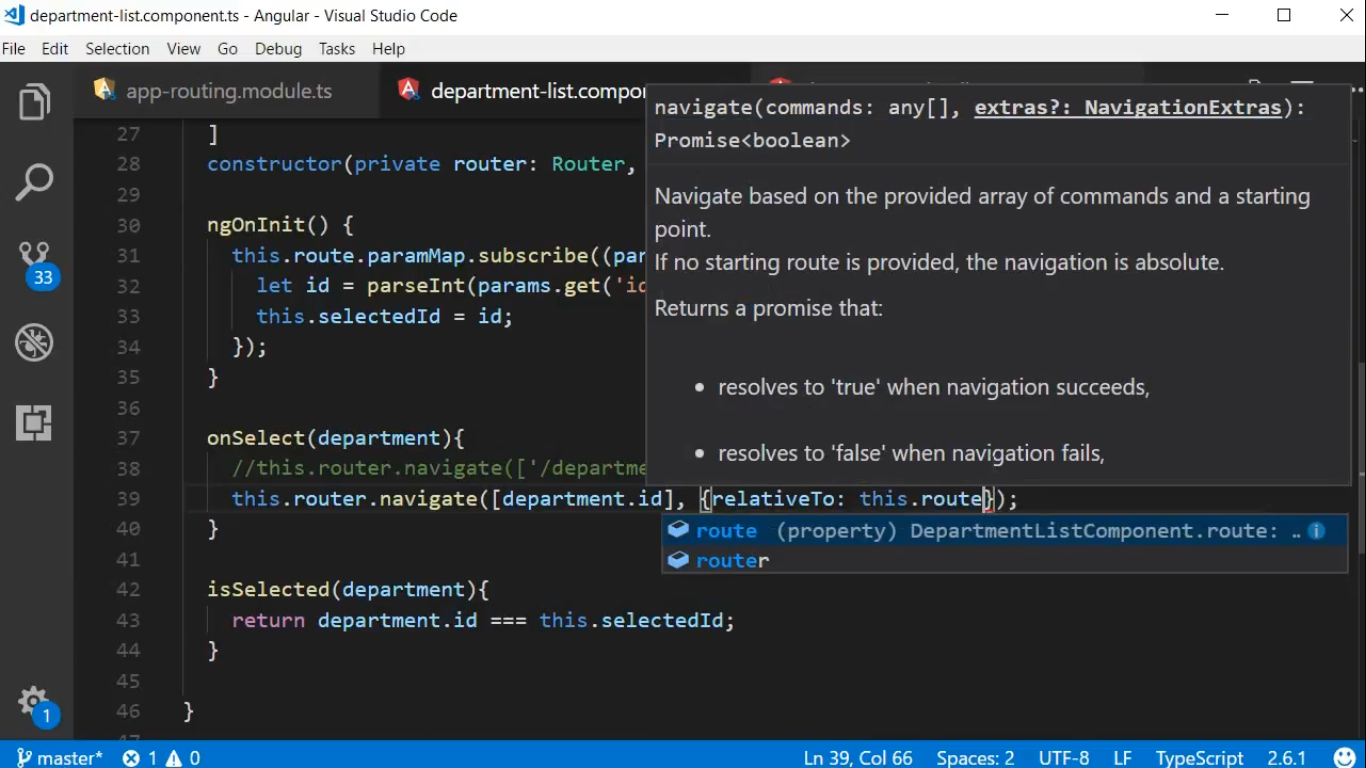 department-list.component.ts - Angular - Visual Studio Code
File Edit Selection View Go Debug Tasks Help
app-routing.module.ts department-list.compon
navigate(commands: any[], extras?: NavigationExtras):
Promise<boolean>
Navigate based on the provided array of commands and a starting
point.
If no starting route is provided, the navigation is absolute.
Returns a promise that:
• resolves to 'true' when navigation succeeds,
• resolves to 'false' when navigation fails,
27 ]
28 constructor(private router: Router,
29
30 ngOnInit() {
31 this.route.paramMap.subscribe((par
32 let id = parseInt(params.get('id
33 this.selectedId = id;
34 });
35 }
36
37 onSelect(department){
38 //this.router.navigate(['/departme
39 this.router.navigate([department.id], {relativeTo: this.route});
route (property) DepartmentListComponent.route: ..
router
40 }
41
42 isSelected(department){
43 return department.id === this.selectedId;
44 }
45
46 }
33
1
master* 1 0 Ln 39, Col 66 Spaces: 2 UTF-8 LF TypeScript 2.6.1